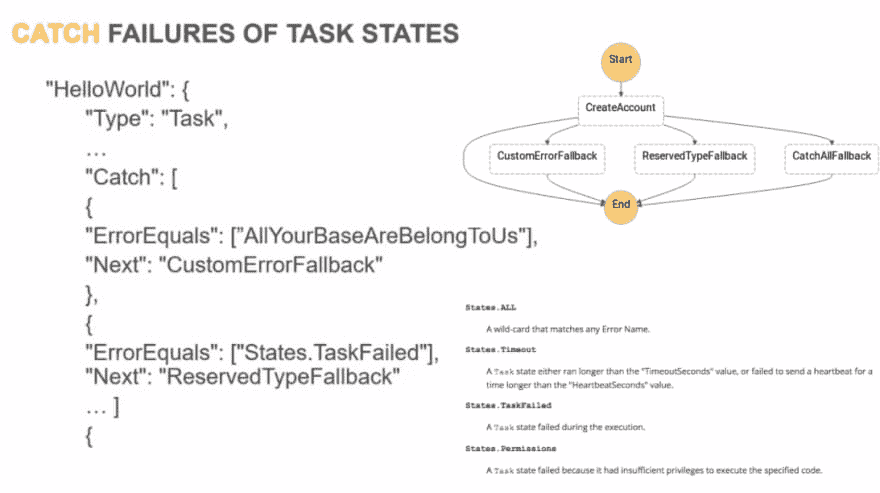 CATCH FAILURES OF TASK STATES
"HelloWorld": {
"Type": "Task",
...
"Catch": [
{
"ErrorEquals": [”AllYourBaseAreBelongToUs"],
"Next": "CustomErrorFallback"
},
{
"ErrorEquals": ["States.TaskFailed"],
"Next": "ReservedTypeFallback"
... ]
{
Start
CreateAccount
CustomErrorFallback
ReservedTypeFallback
CatchAllFallback
End
States.ALL
A wild-card that matches any Error Name.
States.Timeout
A Task state either ran longer than the "TimeoutSeconds" value, or failed to send a heartbeat for a
time longer than the "HeartbeatSeconds" value.
States.TaskFailed
A Task state failed during the execution.
States.Permissions
A Task state failed because it had insufficient privileges to execute the specified code.